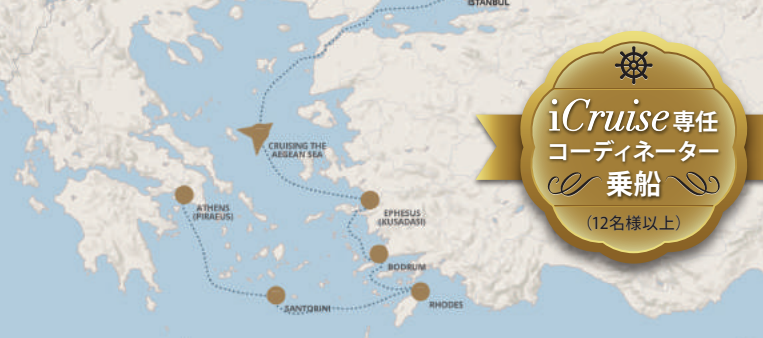 ISTANBUL
CRUISING THE
AEGEAN SEA
ATHENS
(PIRAEUS)
EPHESUS
(KUSADASI)
BODRUM
SANTORINI
RHODES
iCruise専任
コーディネーター
乗船
(12名様以上)